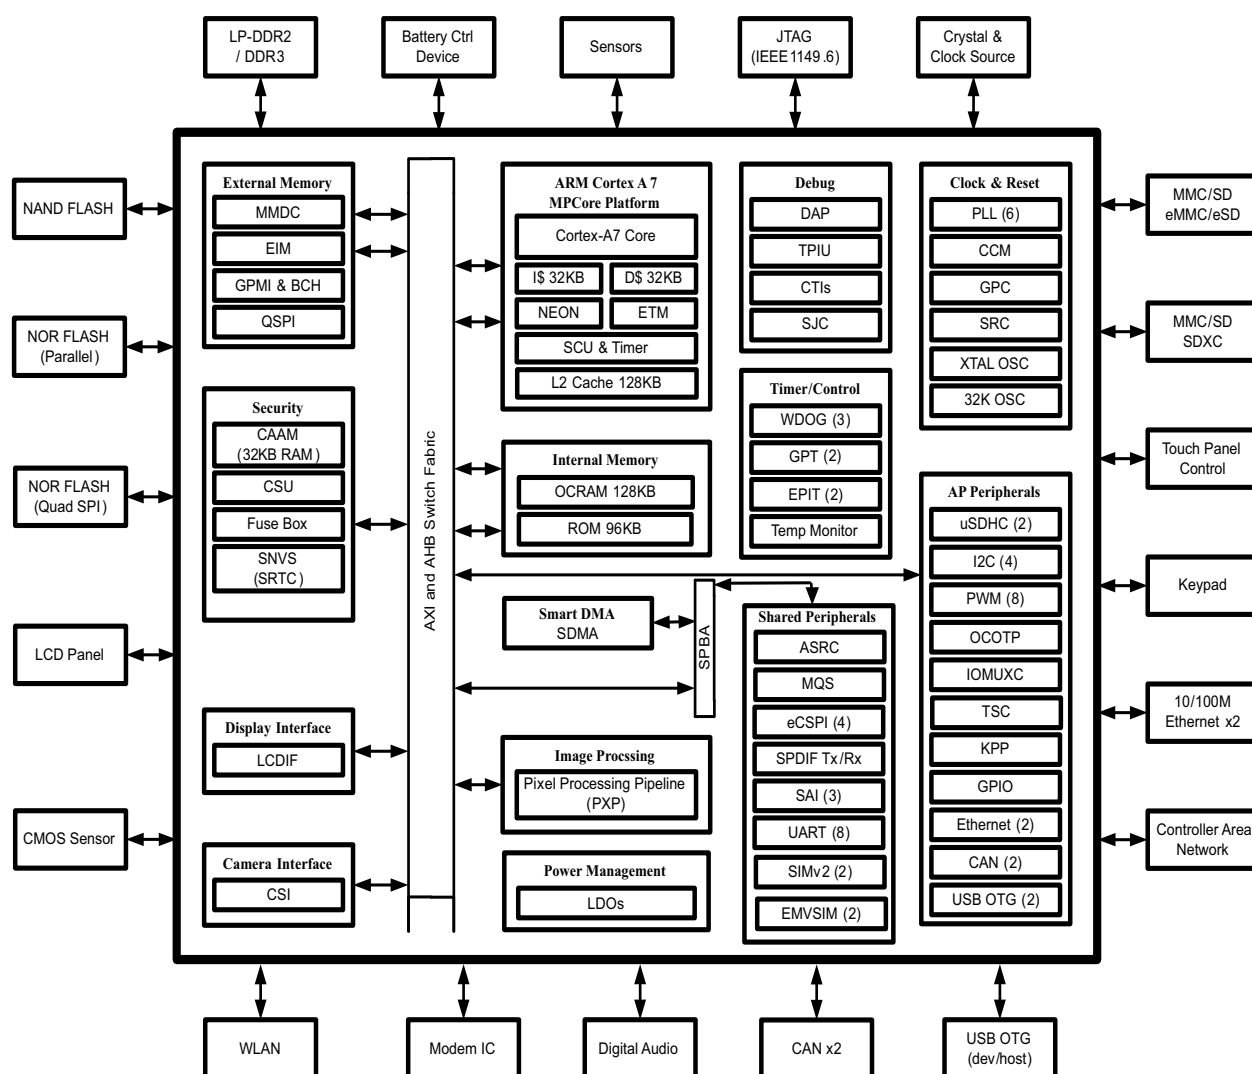 LP-DDR2
/ DDR3
Battery Ctrl
Device
Sensors
JTAG
(IEEE1149.6)
Crystal &
Clock Source
NAND FLASH
NOR FLASH
(Parallel)
NOR FLASH
(Quad SPI)
LCD Panel
CMOS Sensor
External Memory
MMDC
EIM
GPMI & BCH
QSPI
Security
CAAM
(32KB RAM)
CSU
Fuse Box
SNVS
(SRTC)
Display Interface
LCDIF
Camera Interface
CSI
AXI and AHB Switch Fabric
ARM Cortex A 7
MPCore Platform
Cortex-A7 Core
I$ 32KB
D$ 32KB
NEON
ETM
SCU & Timer
L2 Cache 128KB
Internal Memory
OCRAM 128KB
ROM 96KB
Smart DMA
SDMA
SPBA
Image Procssing
Pixel Processing Pipeline
(PXP)
Power Management
LDOs
Debug
DAP
TPIU
CTIs
SJC
Timer/Control
WDOG (3)
GPT (2)
EPIT (2)
Temp Monitor
Shared Peripherals
ASRC
MQS
eCSPI (4)
SPDIF Tx/Rx
SAI (3)
UART (8)
SIMv2 (2)
EMVSIM (2)
Clock & Reset
PLL (6)
CCM
GPC
SRC
XTAL OSC
32K OSC
AP Peripherals
uSDHC (2)
I2C (4)
PWM (8)
OCOTP
IOMUXC
TSC
KPP
GPIO
Ethernet (2)
CAN (2)
USB OTG (2)
MMC/SD
eMMC/eSD
MMC/SD
SDXC
Touch Panel
Control
Keypad
10/100M
Ethernet x2
Controller Area
Network
WLAN
Modem IC
Digital Audio
CAN x2
USB OTG
(dev/host)